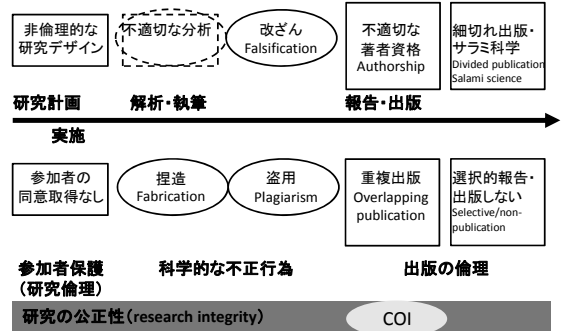 非倫理的な
研究デザイン
不適切な分析
改ざん
Falsification
不適切な
著者資格
Authorship
細切れ出版・
サラミ科学
Divided publication
Salami science
研究計画
解析・執筆
報告・出版
実施
参加者の
同意取得なし
捏造
Fabrication
盗用
Plagiarism
重複出版
Overlapping
publication
選択的報告・
出版しない
Selective/non-
publication
参加者保護
（研究倫理）
科学的な不正行為
出版の倫理
研究の公正性（research integrity）
COI